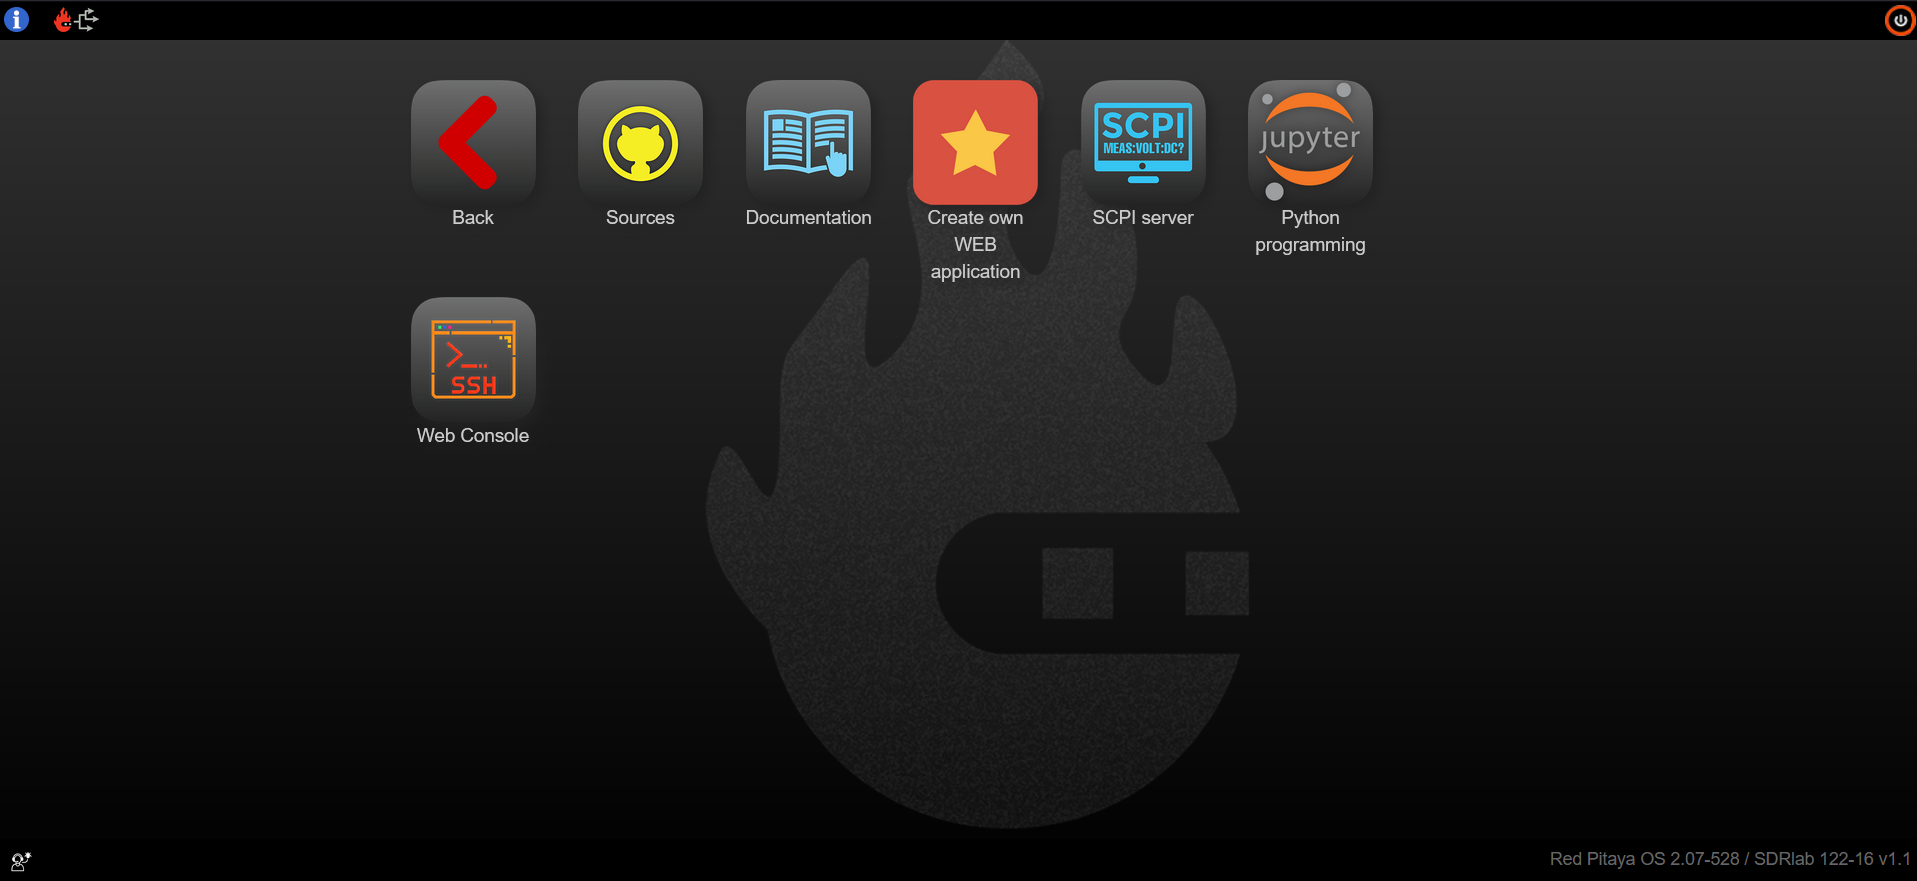 SCPI
MEAS:VOLT:DC?
jupyter
Back
Sources
Documentation
Create own
WEB
application
SCPI server
Python
programming
>_...
SSH
Web Console
Red Pitaya OS 2.07-528 / SDRlab 122-16 v1.1